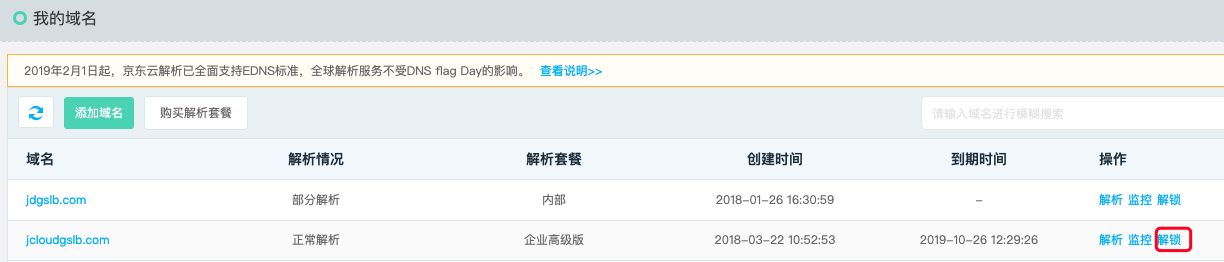 我的域名
2019年2月1日起，京东云解析已全面支持EDNS标准，全球解析服务不受DNS flag Day的影响。 查看说明>>
添加域名 购买解析套餐 请输入域名进行模糊搜索
域名 解析情况 解析套餐 创建时间 到期时间 操作
jdgslb.com 部分解析 内部 2018-01-26 16:30:59 - 解析 监控 解锁
jcloudgslb.com 正常解析 企业高级版 2018-03-22 10:52:53 2019-10-26 12:29:26 解析 监控 解锁